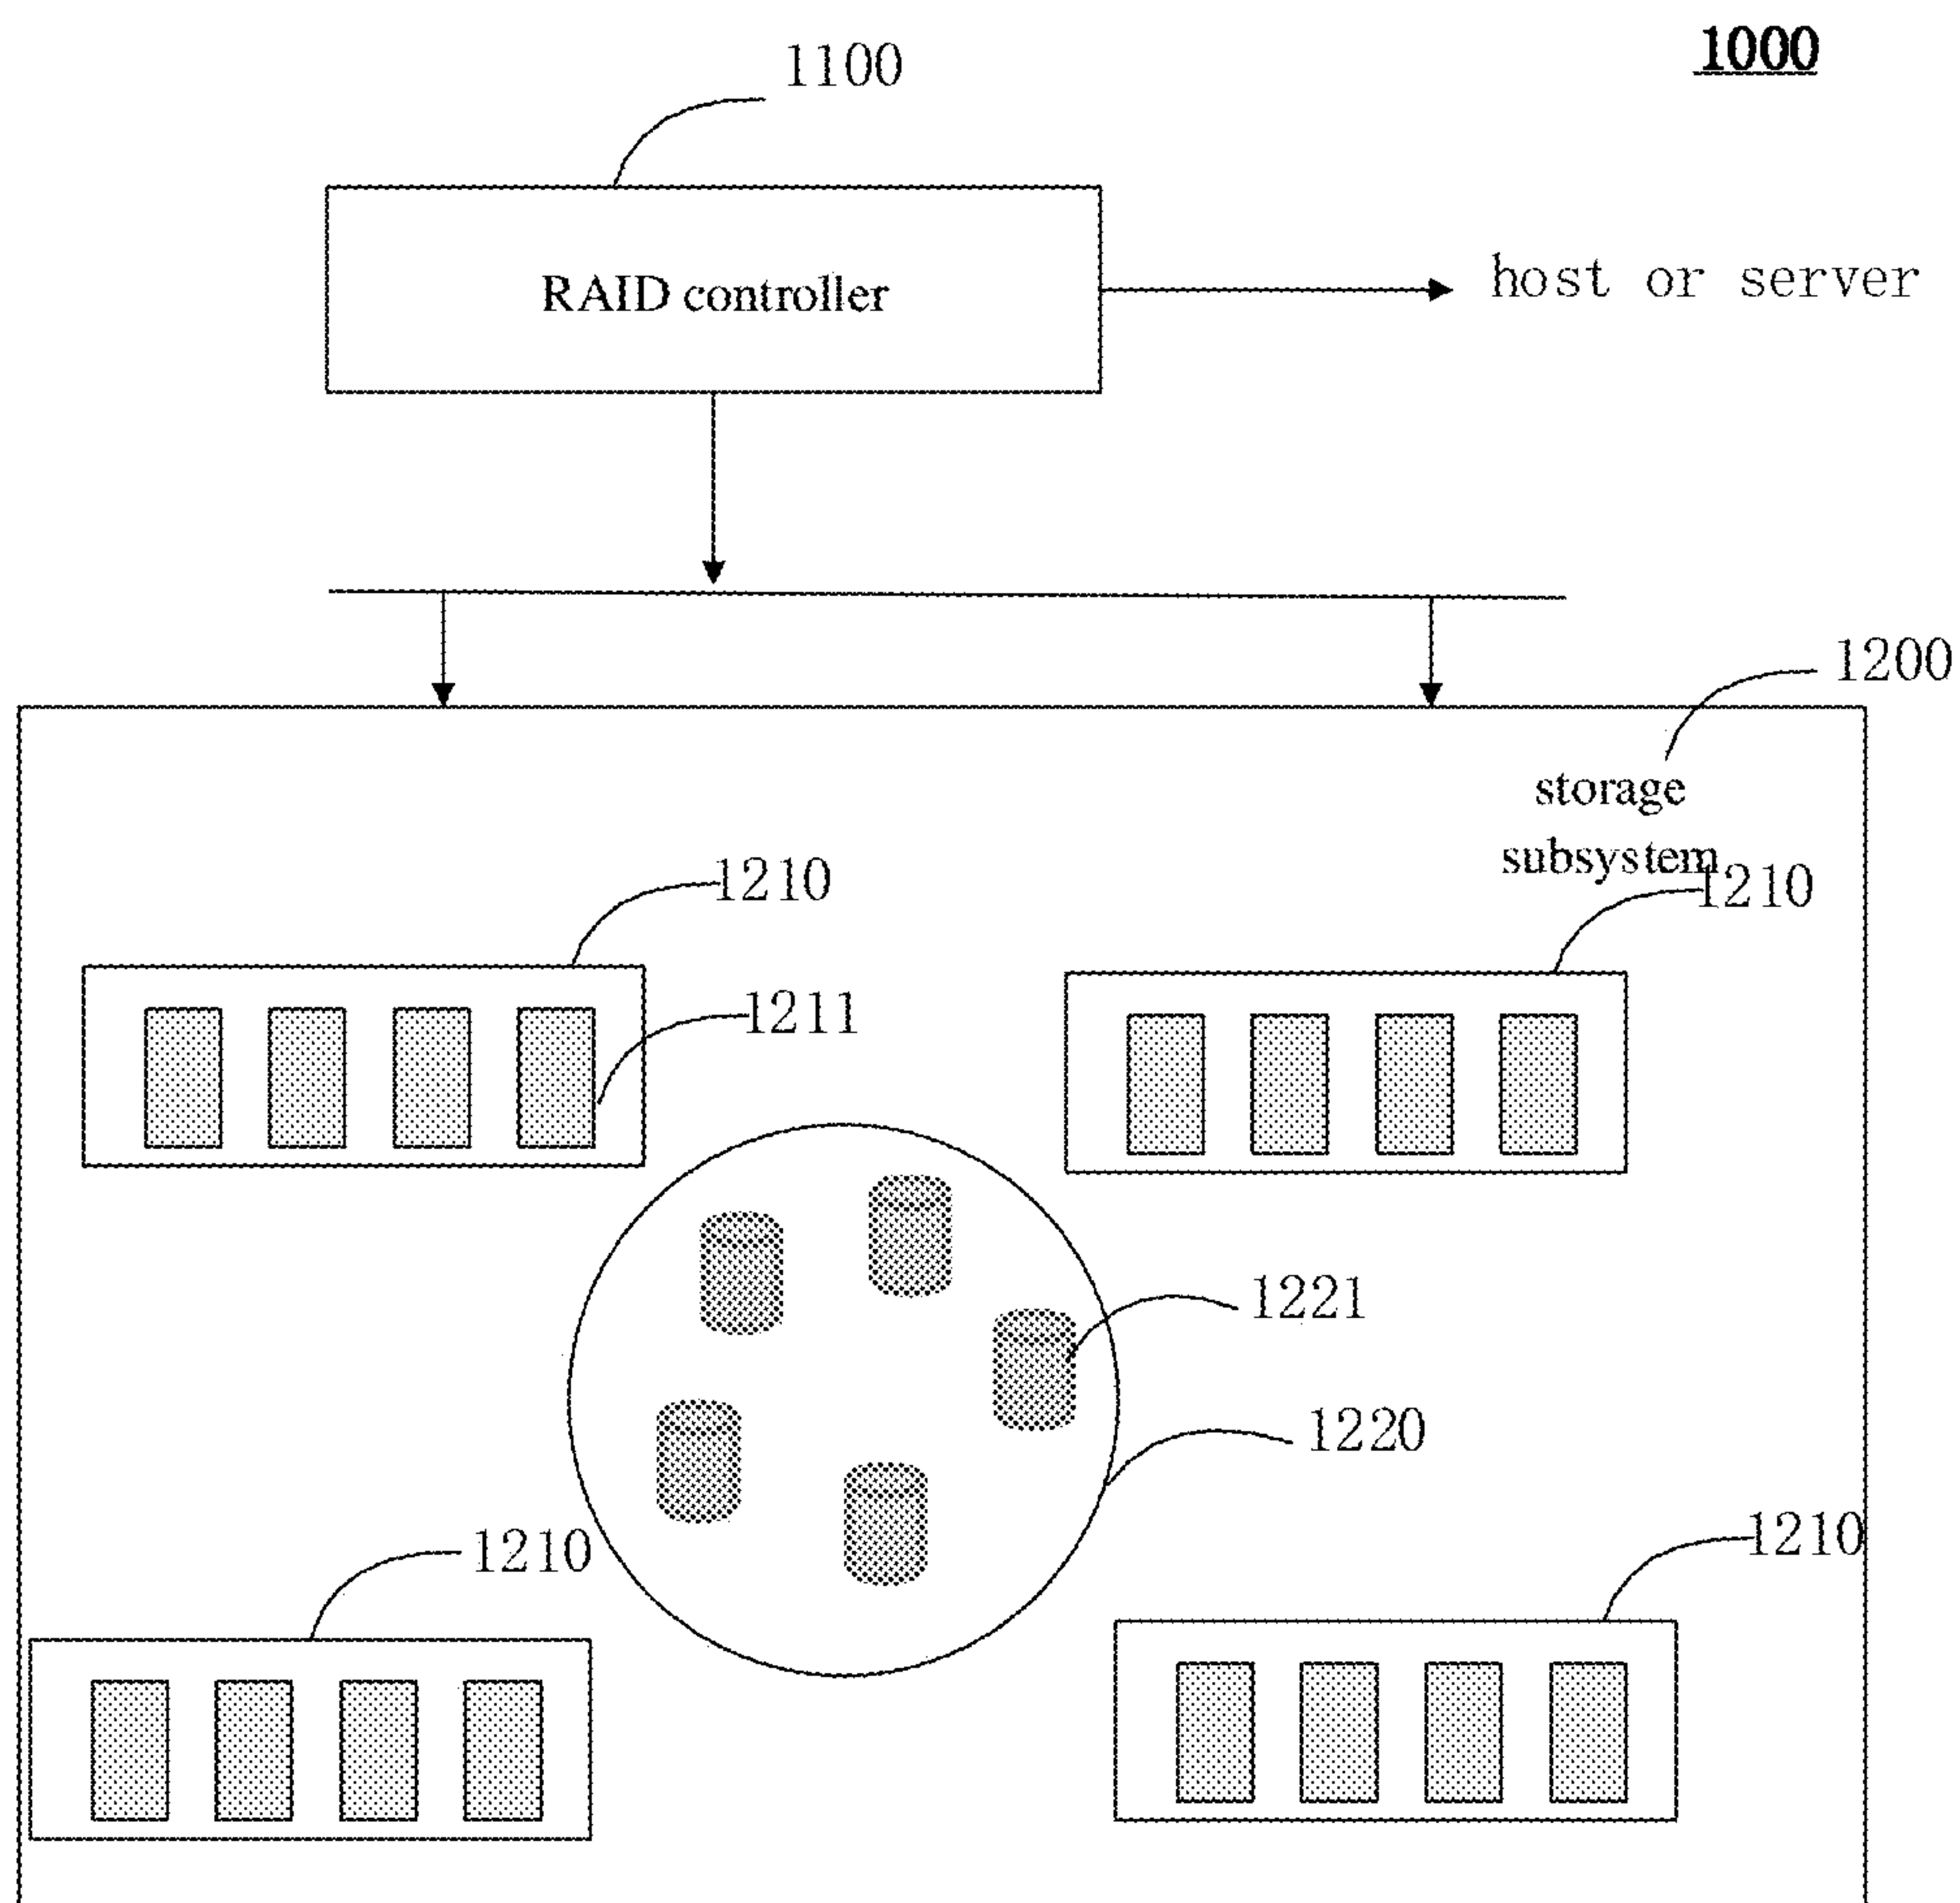 1000
1100
RAID controller
host or server
1200
storage
subsystem
1210
1210
1211
1221
1220
1210
1210